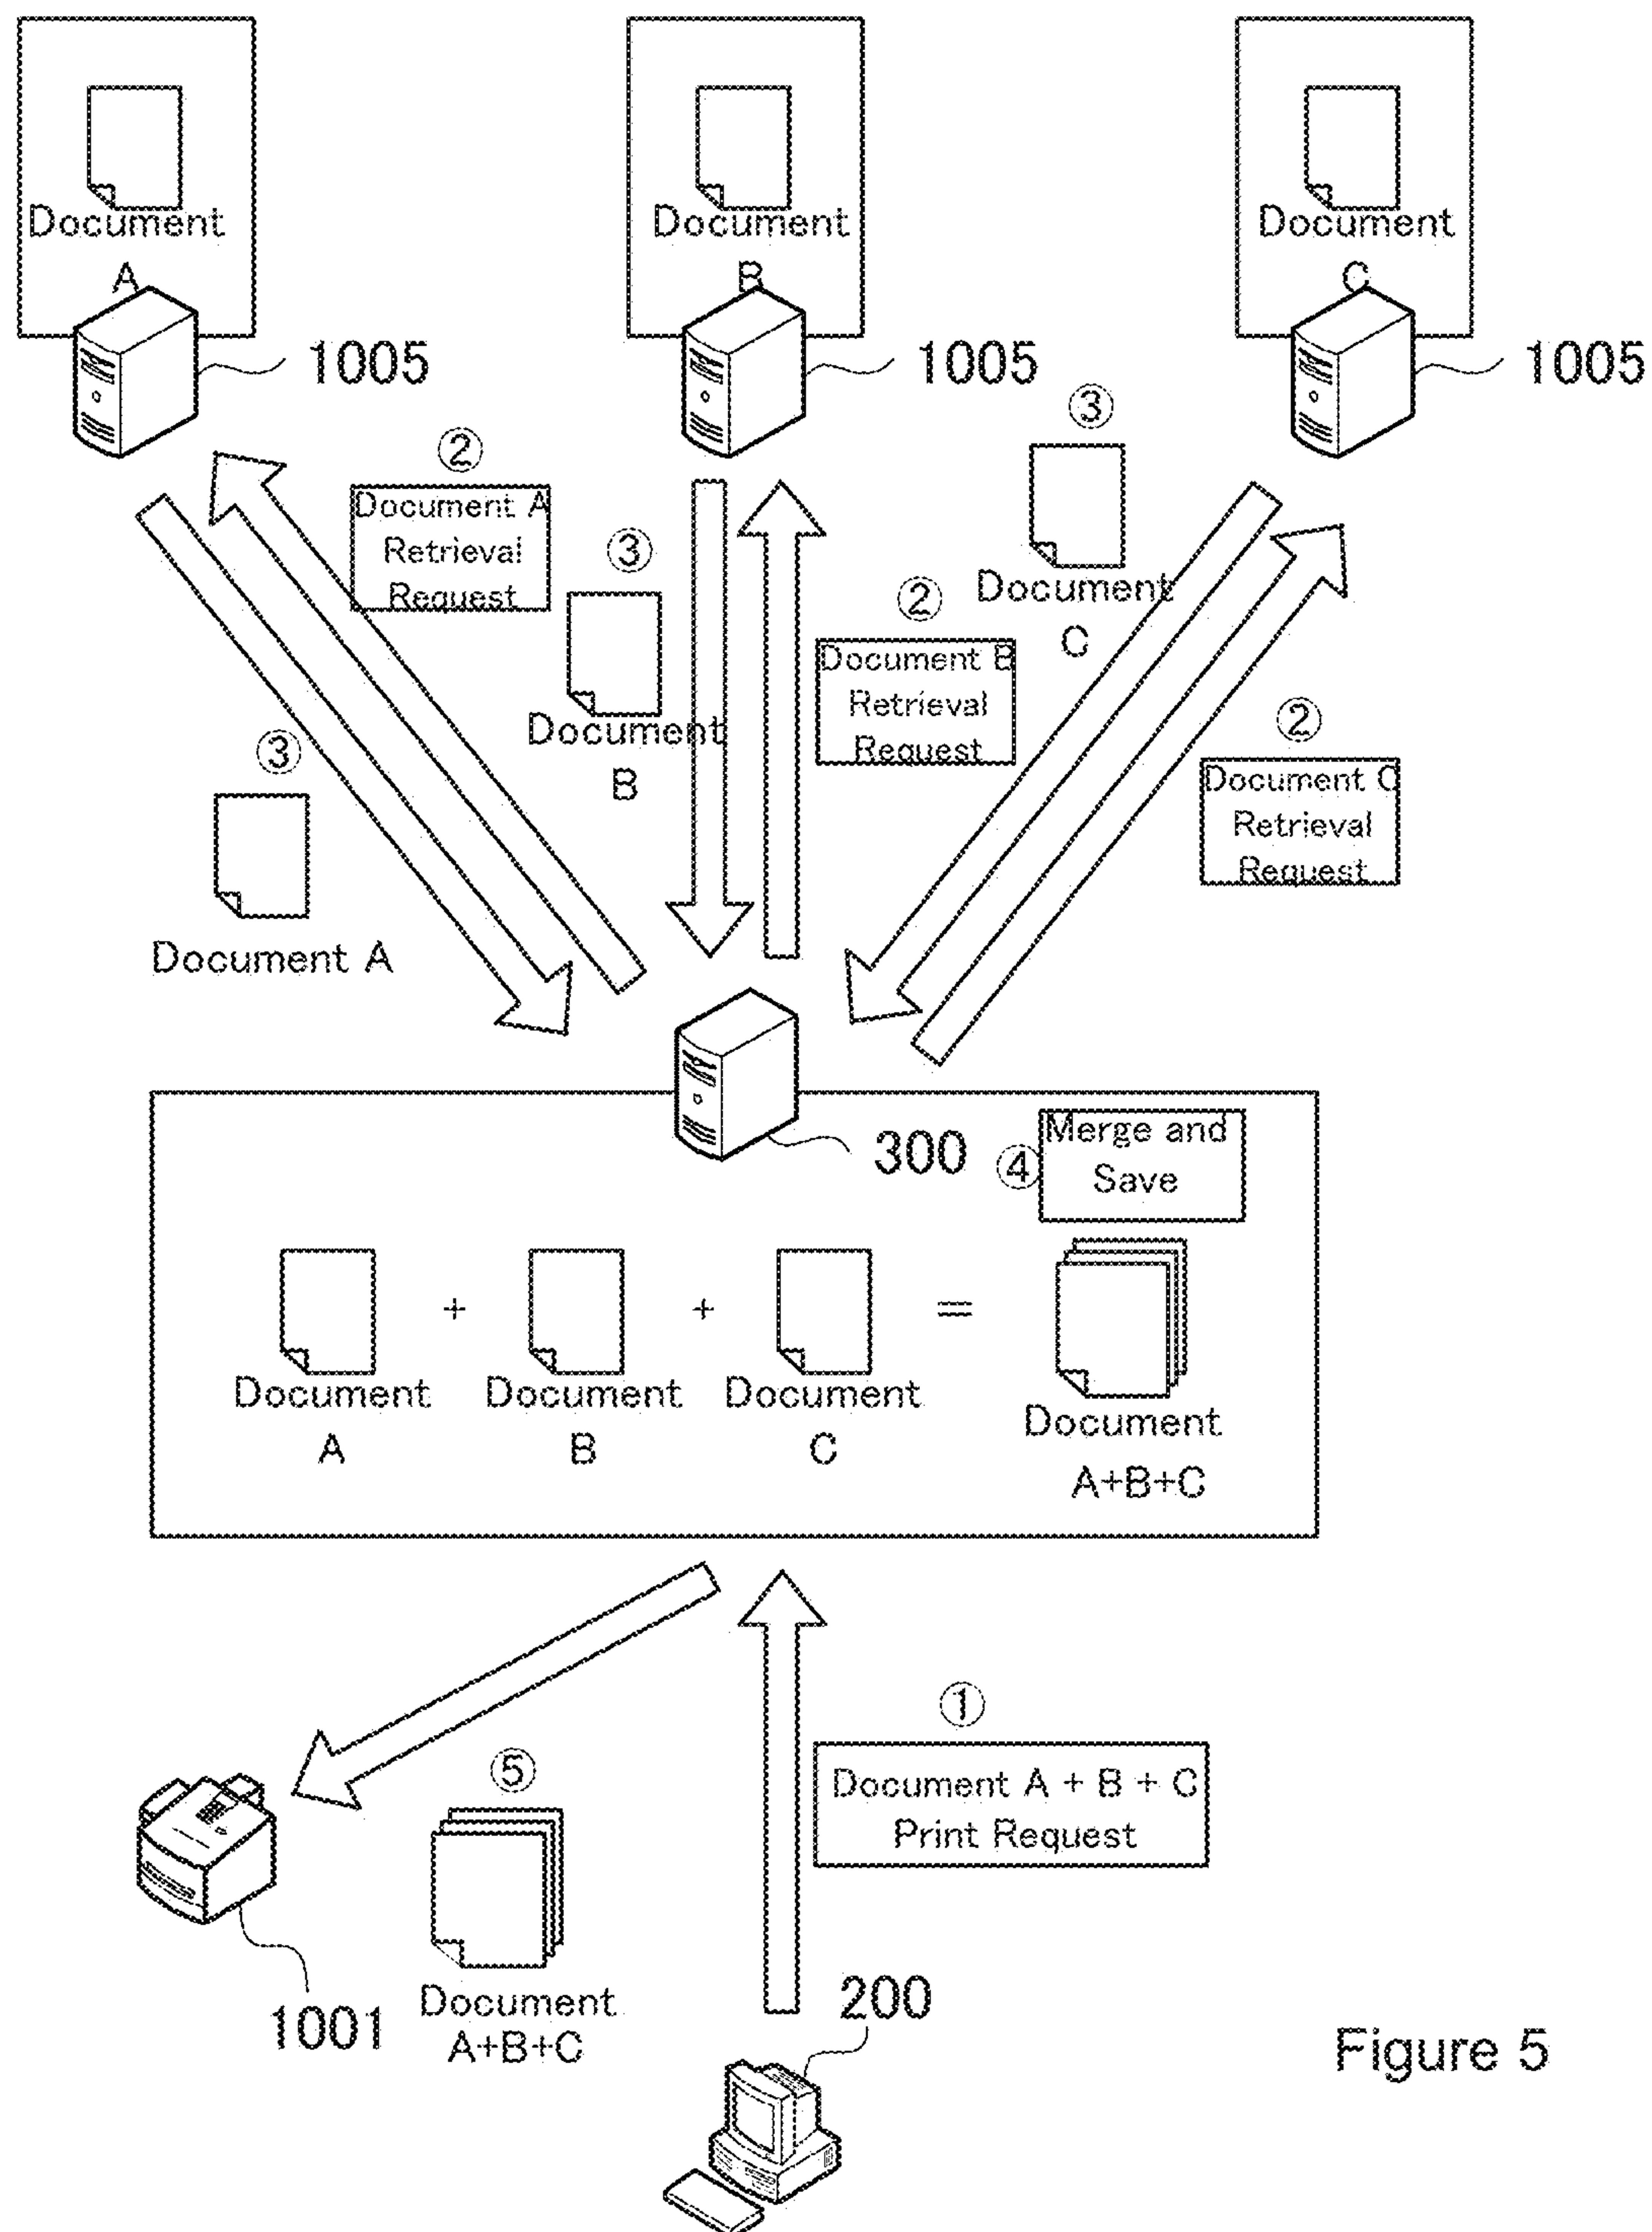 Document
A
Document
B
Document
C
1005
1005
1005
②
Document A
Retrieval
Request
③
Document
B
③
Document
C
②
Document B
Retrieval
Request
②
Document C
Retrieval
Request
③
Document A
300
④
Merge and
Save
+
+
=
Document
A
Document
B
Document
C
Document
A+B+C
①
Document A + B + C
Print Request
⑤
Document
A+B+C
1001
200
Figure 5